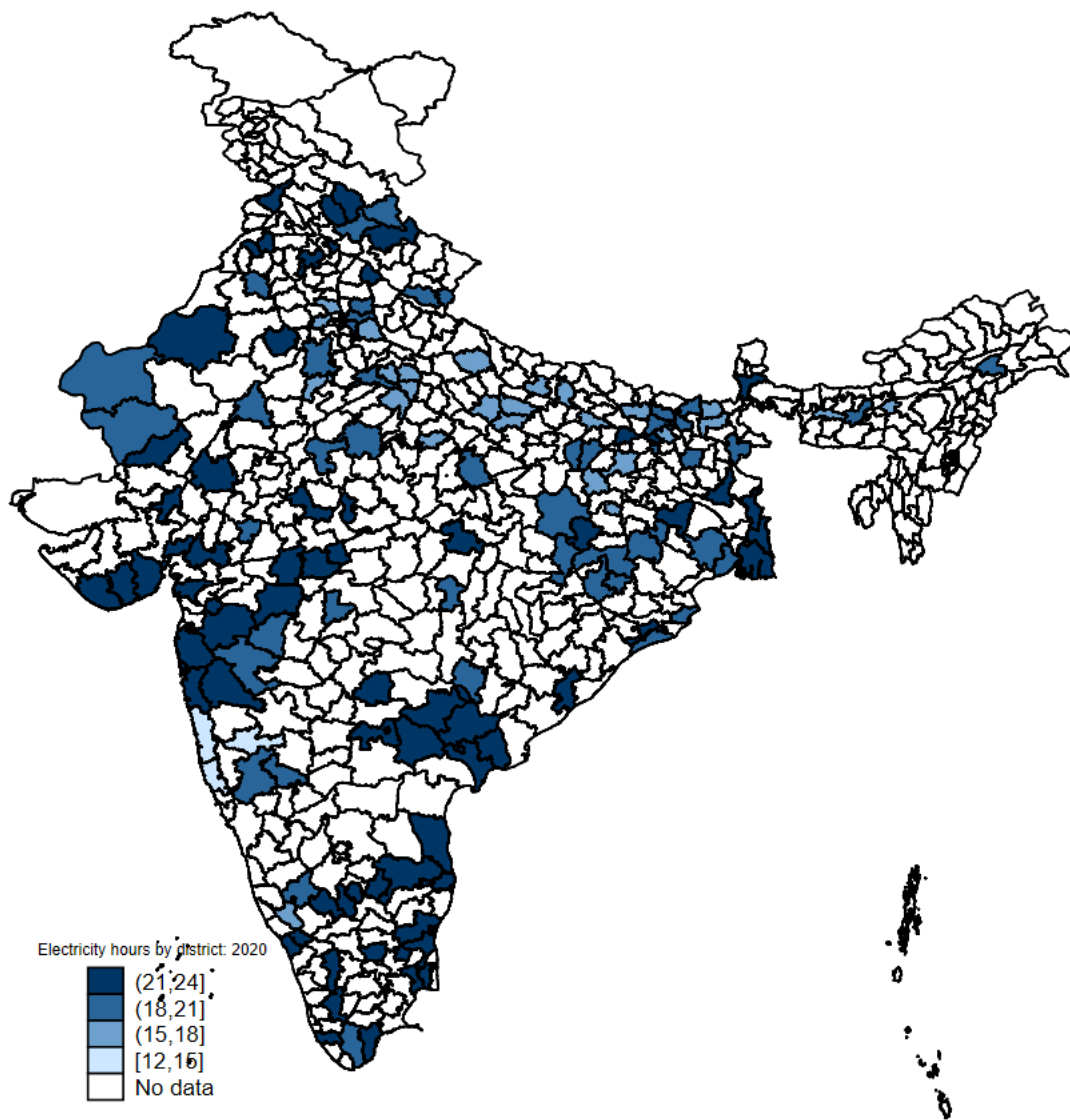 Electricity hours by district: 2020
(21,24]
(18,21]
(15,18]
[12,15]
No data